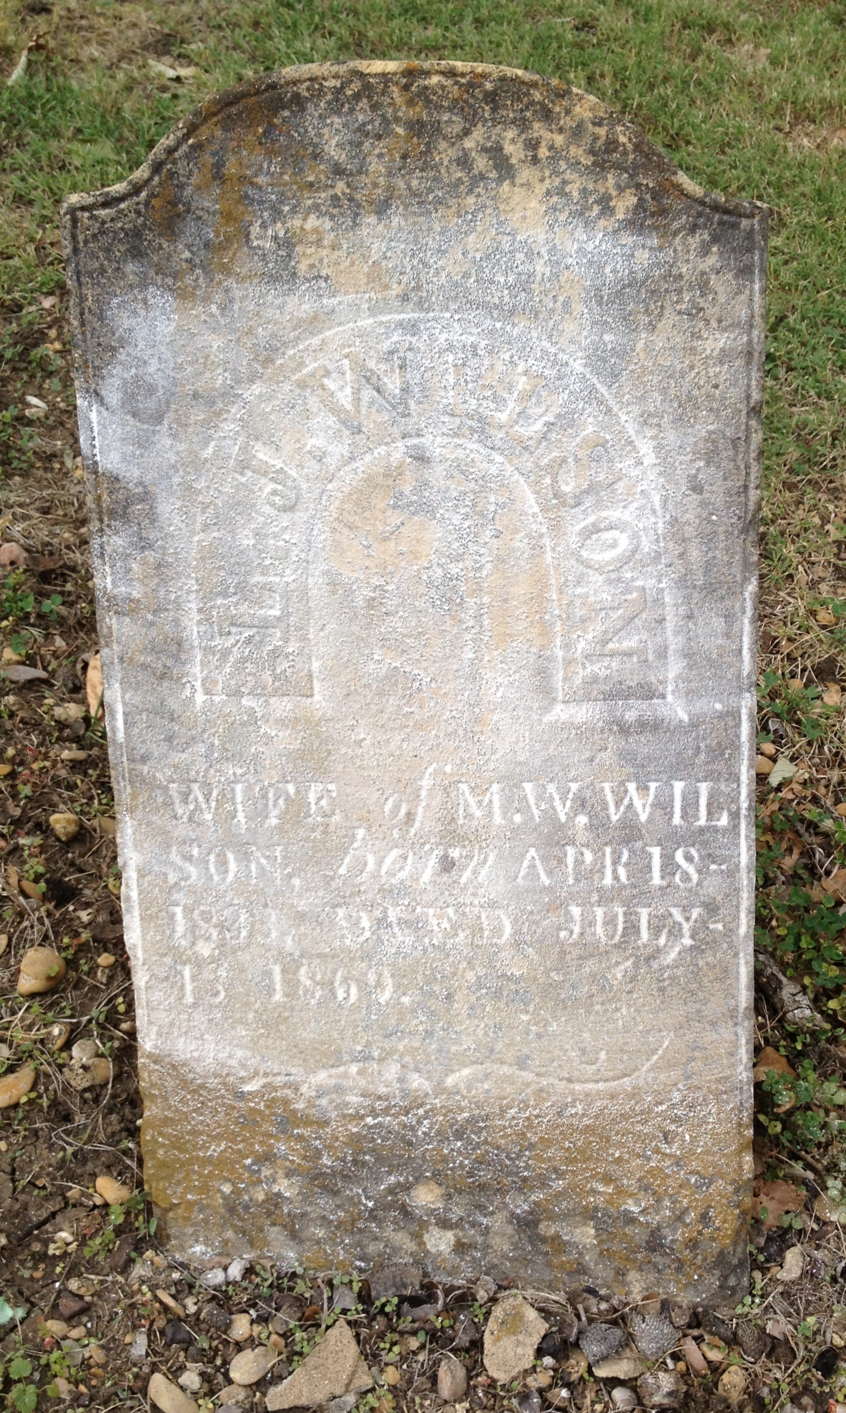 J. WILSON
WIFE of M.W. WIL
SON, born APR 18-
DIED JULY-
13 1869.